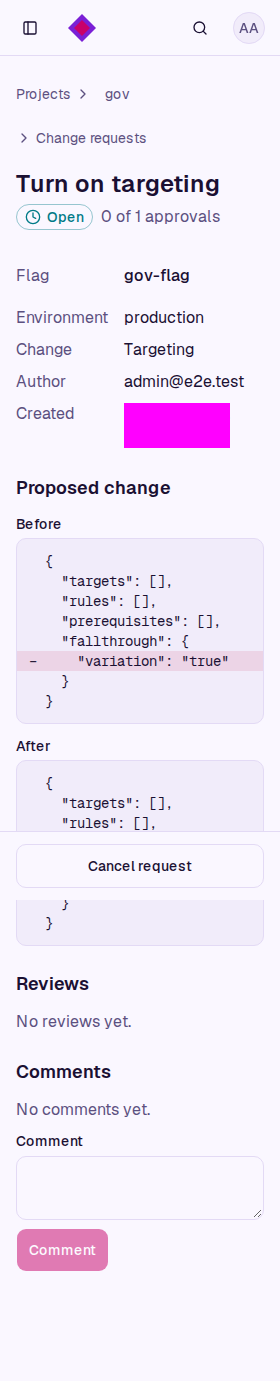 AA
Projects > gov
> Change requests
Turn on targeting
Open 0 of 1 approvals
Flag gov-flag
Environment production
Change Targeting
Author admin@e2e.test
Created
Proposed change
Before
{
"targets": [],
"rules": [],
"prerequisites": [],
"fallthrough": {
- "variation": "true"
}
}
After
{
"targets": [],
"rules": [],
Cancel request
}
}
Reviews
No reviews yet.
Comments
No comments yet.
Comment
Comment